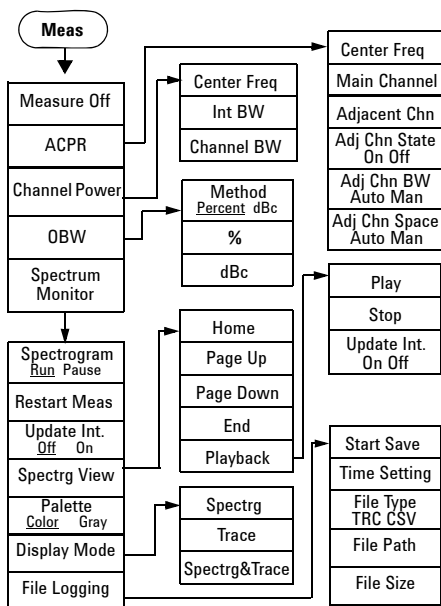 Meas
Measure Off
ACPR
Channel Power
OBW
Spectrum
Monitor
Spectrogram
Run Pause
Restart Meas
Update Int.
Off On
Spectrg View
Palette
Color Gray
Display Mode
File Logging
Center Freq
Int BW
Channel BW
Method
Percent dBc
%
dBc
Home
Page Up
Page Down
End
Playback
Spectrg
Trace
Spectrg&Trace
Center Freq
Main Channel
Adjacent Chn
Adj Chn State
On Off
Adj Chn BW
Auto Man
Adj Chn Space
Auto Man
Play
Stop
Update Int.
On Off
Start Save
Time Setting
File Type
TRC CSV
File Path
File Size